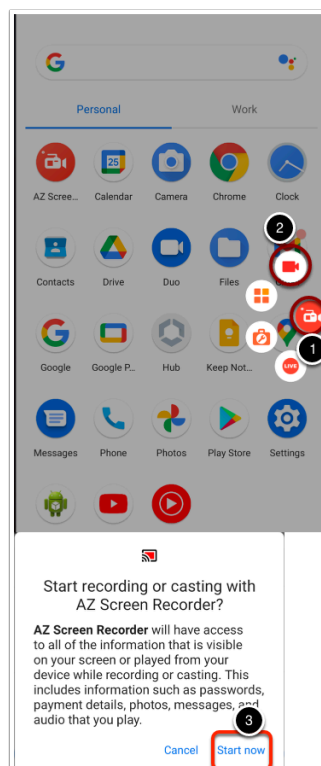 Personal Work
25
AZ Scree... Calendar Camera Chrome Clock
2
Contacts Drive Duo Files
1
Google Google P... Hub Keep Not...
LIVE
Messages Phone Photos Play Store Settings
Start recording or casting with
AZ Screen Recorder?
AZ Screen Recorder will have access
to all of the information that is visible
on your screen or played from your
device while recording or casting. This
includes information such as passwords,
payment details, photos, messages, and
audio that you play.
3
Cancel Start now